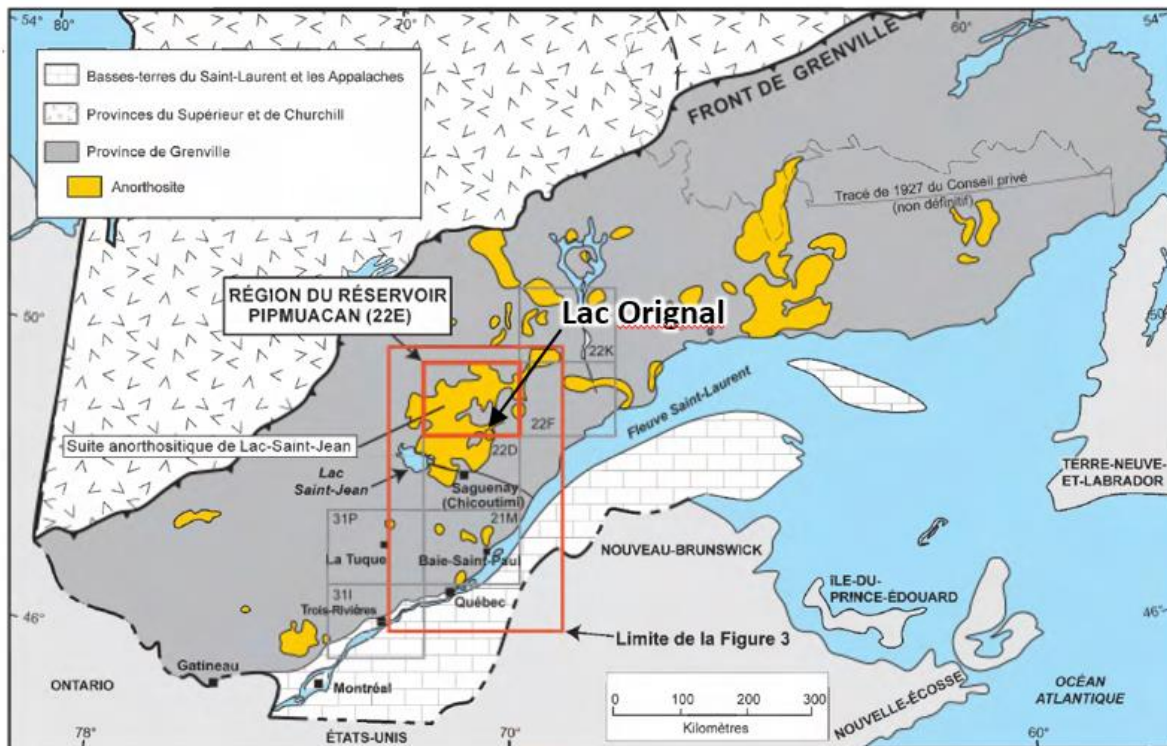 54°
80°
70
60°
54°
Basses-terres du Saint-Laurent et les Appalaches
Provinces du Supérieur et de Churchill
Province de Grenville
Anorthosite
FRONT DE GRENVILLE
Tracé de 1927 du Conseil privé
(non définitif)
RÉGION DU RÉSERVOIR
PIPMUACAN (22E)
Lac Orignal
50°
50°
22K
22F
22D
Fleuve Saint-Laurent
Suite anorthositique de Lac-Saint-Jean
Lac
Saint-Jean
Saguenay
(Chicoutimi)
TERRE-NEUVE-
ET-LABRADOR
31P
21M
La Tuque
Baie-Saint-Paul
NOUVEAU-BRUNSWICK
ÎLE-DU-
PRINCE-ÉDOUARD
31I
Trois-Rivières
Québec
46°
46°
Limite de la Figure 3
Gatineau
ONTARIO
Montréal
0 100 200 300
Kilomètres
NOUVELLE-ÉCOSSE
OCÉAN
ATLANTIQUE
78°
ÉTATS-UNIS
70°
60°